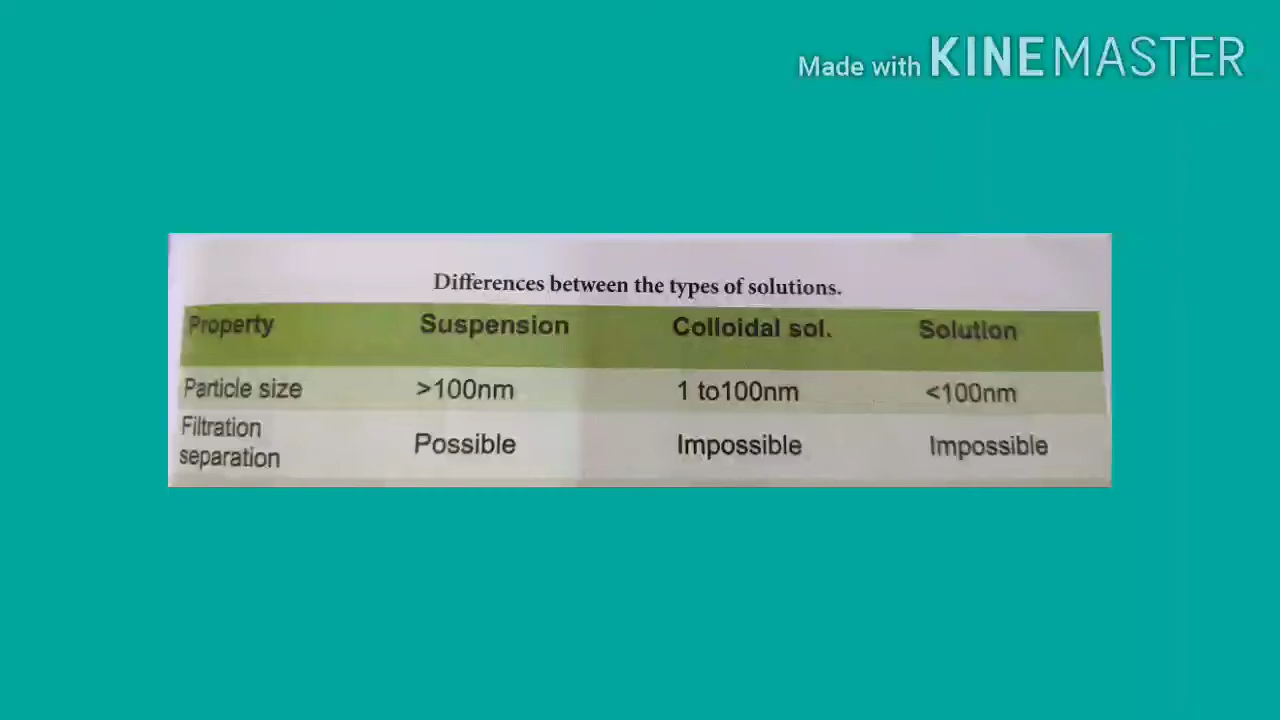 Made with KINEMASTER
Differences between the types of solutions.
Property Suspension Colloidal sol. Solution
Particle size >100nm 1 to100nm <100nm
Filtration
separation Possible Impossible Impossible